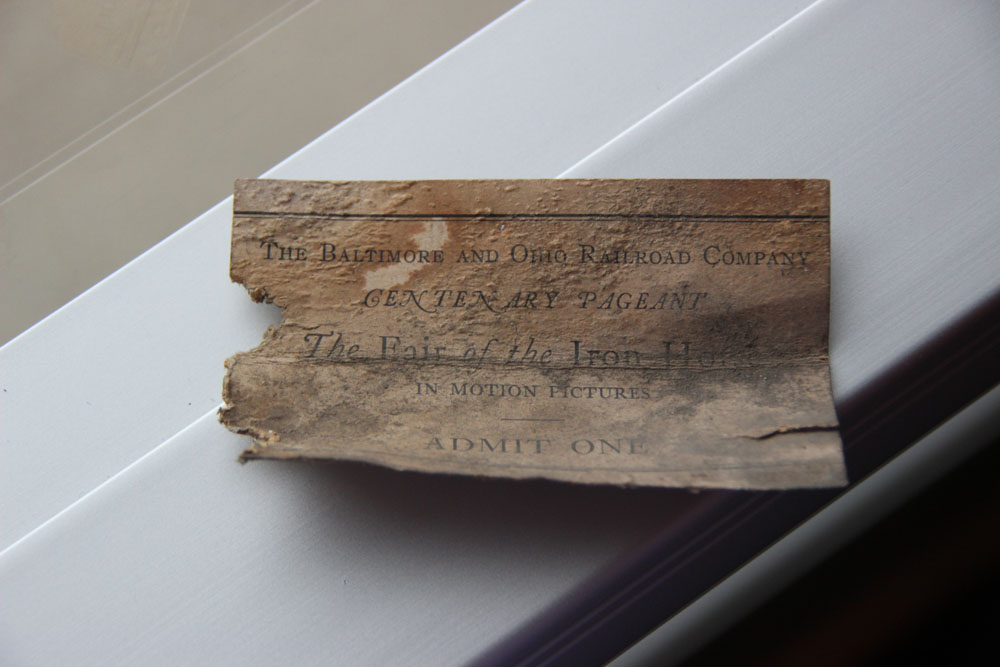 THE BALTIMORE AND OHIO RAILROAD COMPANY
CENTENARY PAGEANT
The Fair of the Iron
IN MOTION PICTURES
ADMIT ONE